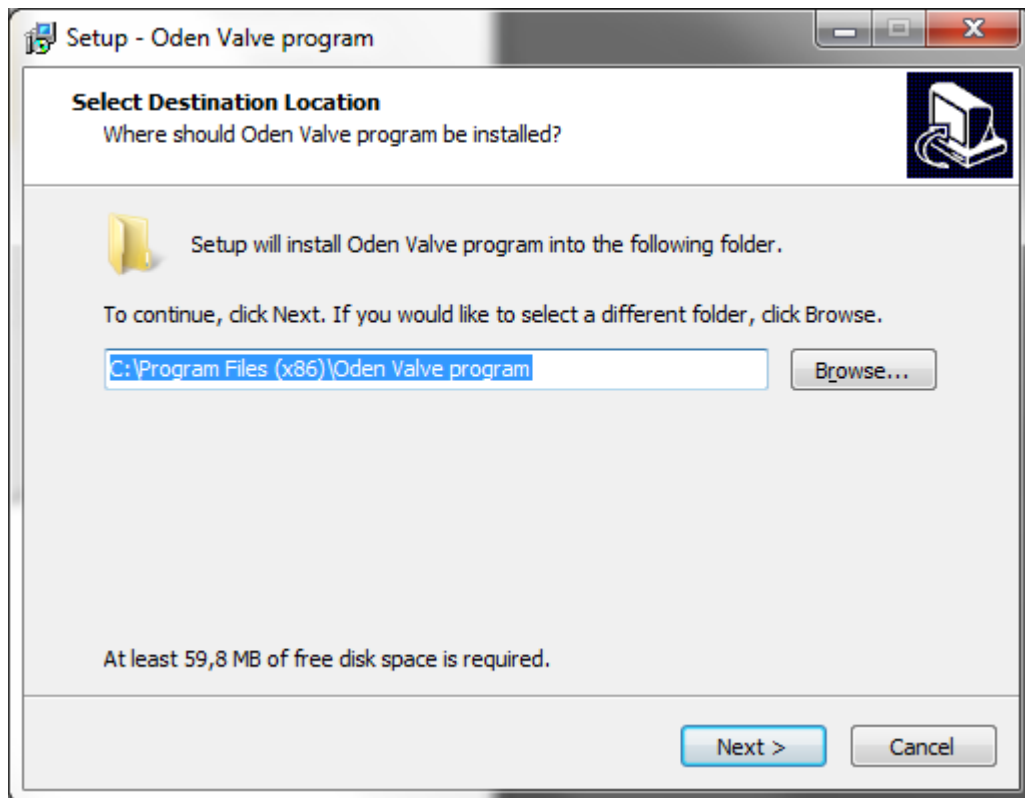 Setup - Oden Valve program
Select Destination Location
Where should Oden Valve program be installed?
Setup will install Oden Valve program into the following folder.
To continue, click Next. If you would like to select a different folder, click Browse.
C:\Program Files (x86)\Oden Valve program
Browse...
At least 59,8 MB of free disk space is required.
Next >
Cancel